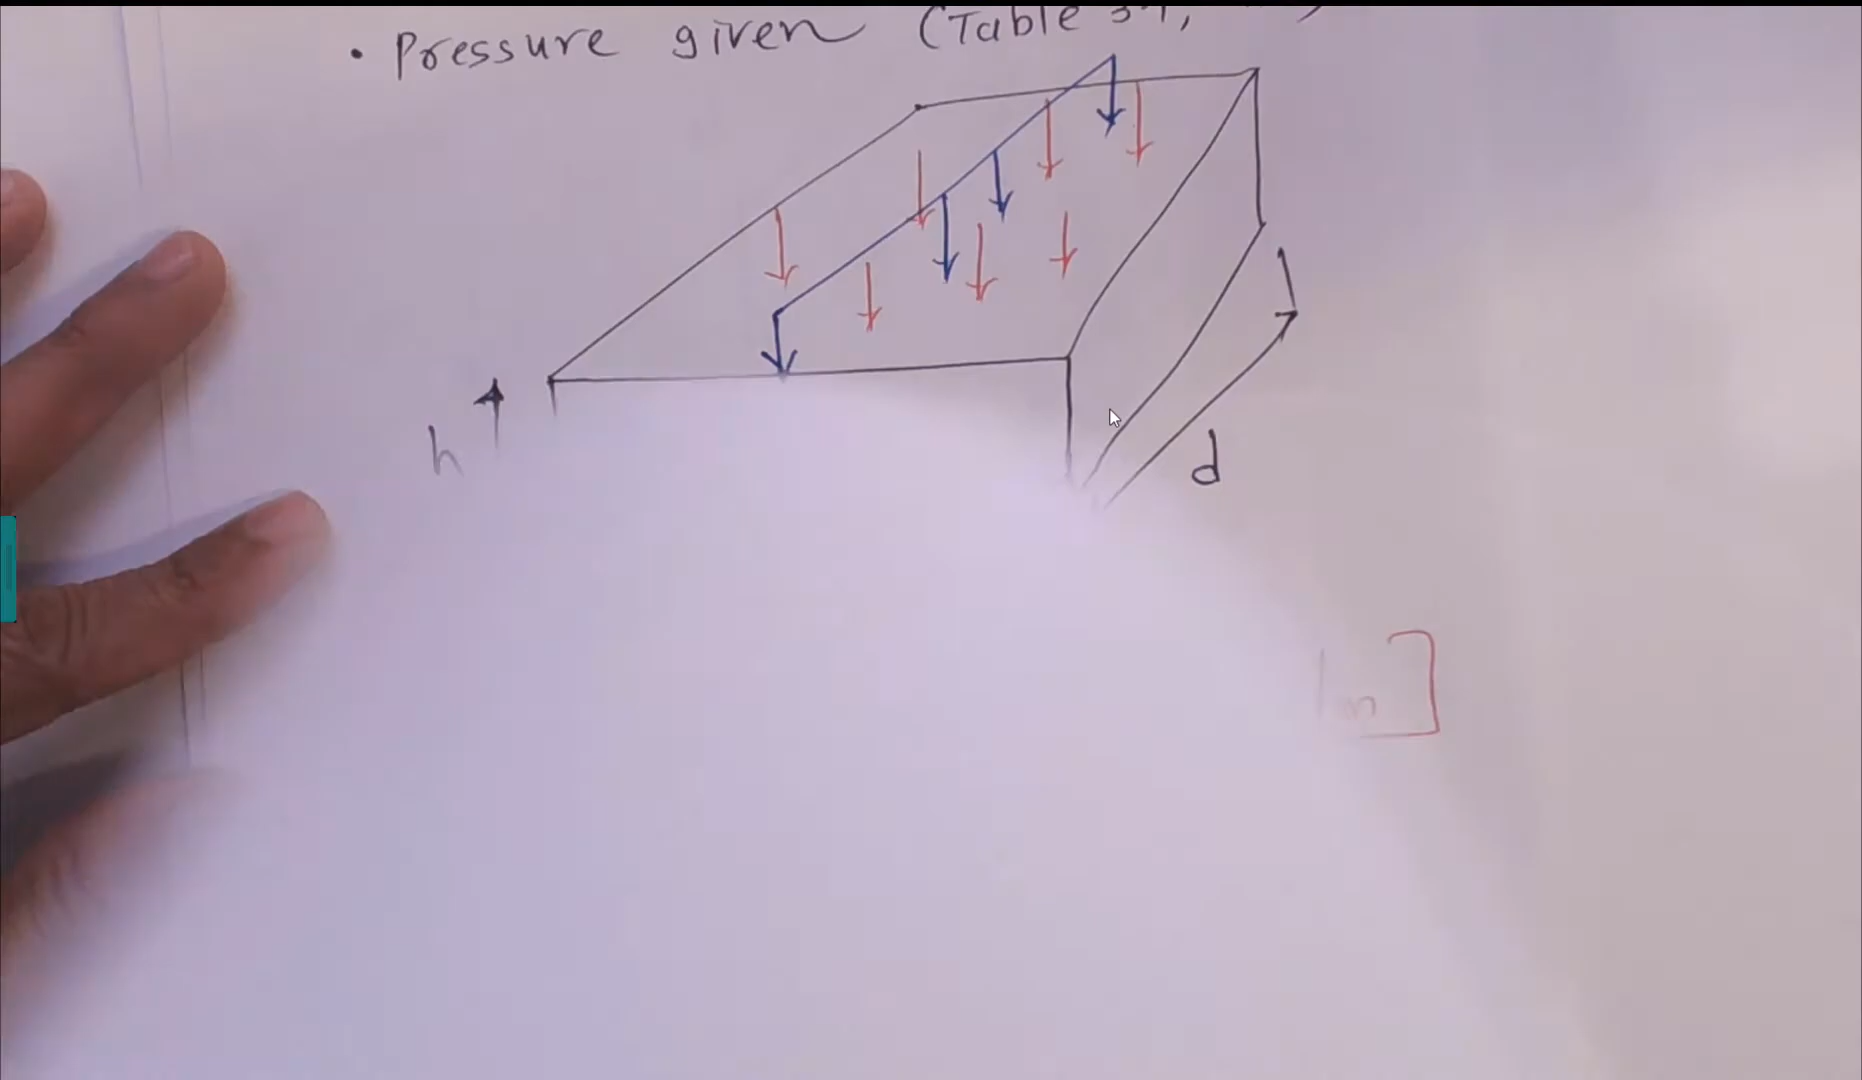 • Pressure given (Table
h
d
m